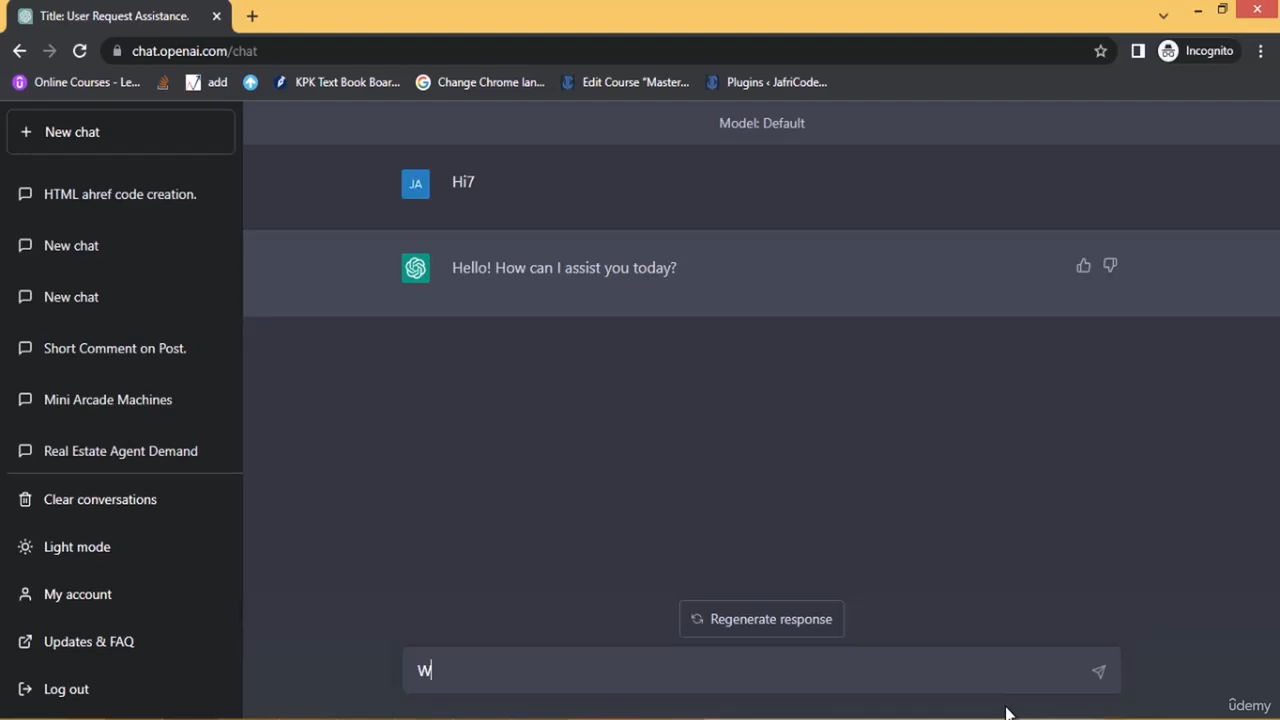 Title: User Request Assistance.
chat.openai.com/chat
Incognito
Online Courses - Le...
add
KPK Text Book Boar...
Change Chrome lan...
Edit Course "Master...
Plugins ‹ JafriCode...
New chat
HTML ahref code creation.
New chat
New chat
Short Comment on Post.
Mini Arcade Machines
Real Estate Agent Demand
Clear conversations
Light mode
My account
Updates & FAQ
Log out
Model: Default
JA
Hi7
Hello! How can I assist you today?
Regenerate response
W
ûdemy